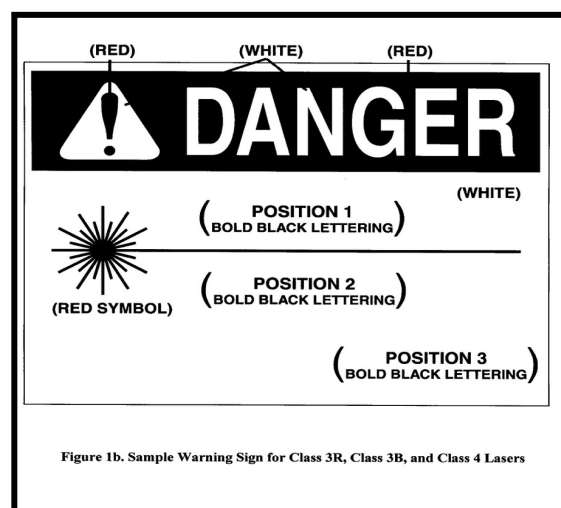 (RED) (WHITE) (RED)
! DANGER
(WHITE)
(POSITION 1
BOLD BLACK LETTERING)
(RED SYMBOL)
(POSITION 2
BOLD BLACK LETTERING)
(POSITION 3
BOLD BLACK LETTERING)
Figure 1b. Sample Warning Sign for Class 3R, Class 3B, and Class 4 Lasers